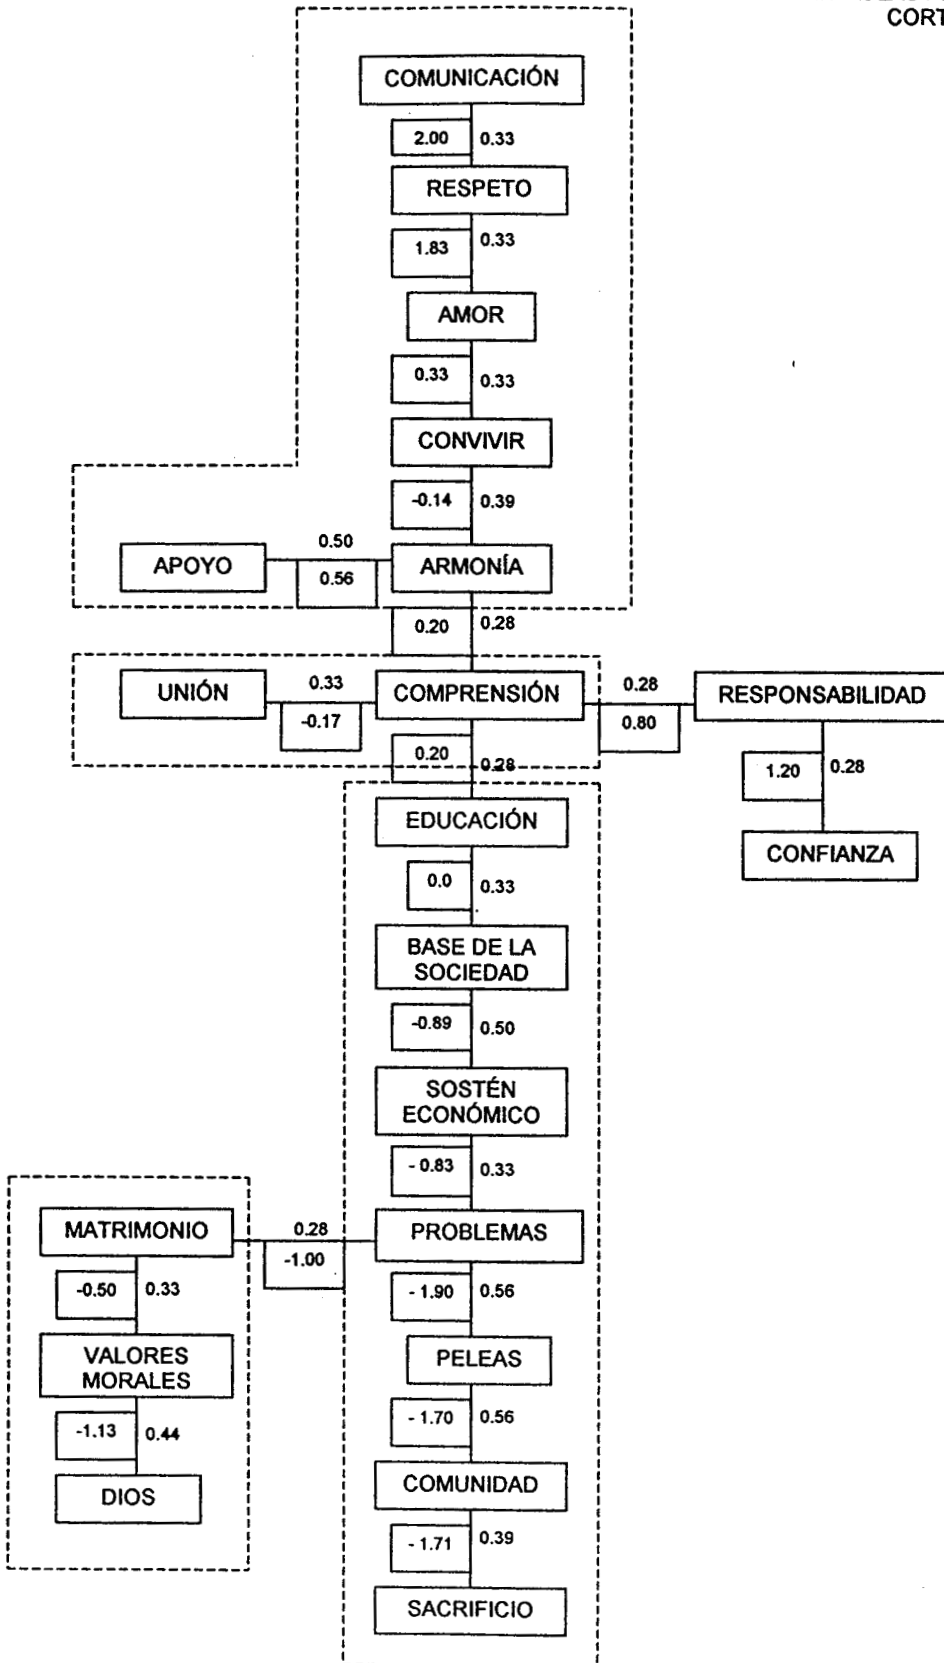 CORT
COMUNICACIÓN
2.00 0.33
RESPETO
1.83 0.33
AMOR
0.33 0.33
CONVIVIR
-0.14 0.39
0.50
APOYO ARMONÍA
0.56
0.20 0.28
UNIÓN 0.33 COMPRENSIÓN 0.28 RESPONSABILIDAD
-0.17 0.80
0.20 0.28 1.20 0.28
EDUCACIÓN
CONFIANZA
0.0 0.33
BASE DE LA
SOCIEDAD
-0.89 0.50
SOSTÉN
ECONÓMICO
- 0.83 0.33
MATRIMONIO 0.28 PROBLEMAS
-1.00
-0.50 0.33 - 1.90 0.56
VALORES
MORALES
PELEAS
-1.13 0.44 - 1.70 0.56
DIOS
COMUNIDAD
- 1.71 0.39
SACRIFICIO